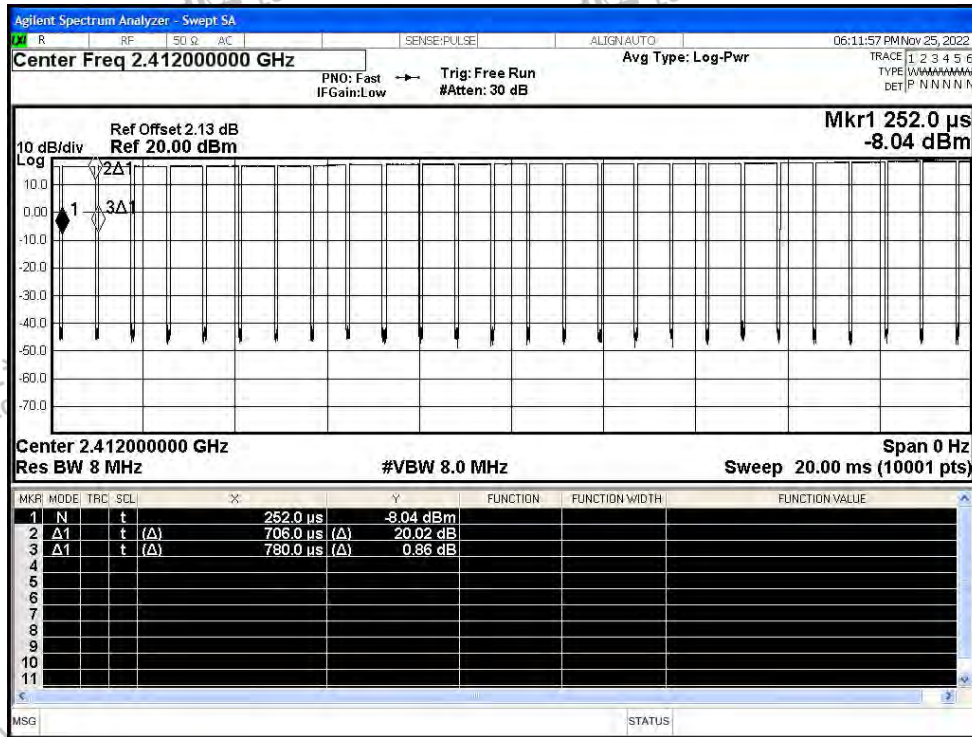 Agilent Spectrum Analyzer - Swept SA
LXI R RF 50 Ω AC SENSE:PULSE ALIGNAUTO 06:11:57 PM Nov 25, 2022
Center Freq 2.412000000 GHz
PNO: Fast
IFGain:Low
Trig: Free Run
#Atten: 30 dB
Avg Type: Log-Pwr
TRACE 1 2 3 4 5 6
TYPE WWWWWW
DET P N N N N N
Ref Offset 2.13 dB
10 dB/div Ref 20.00 dBm
Log
Mkr1 252.0 µs
-8.04 dBm
10.0
0.00
-10.0
-20.0
-30.0
-40.0
-50.0
-60.0
-70.0
2Δ1
1
3Δ1
Center 2.412000000 GHz Span 0 Hz
Res BW 8 MHz #VBW 8.0 MHz Sweep 20.00 ms (10001 pts)
MKR MODE TRC SCL X Y FUNCTION FUNCTION WIDTH FUNCTION VALUE
1 N t 252.0 µs -8.04 dBm
2 Δ1 t (Δ) 706.0 µs (Δ) 20.02 dB
3 Δ1 t (Δ) 780.0 µs (Δ) 0.86 dB
4
5
6
7
8
9
10
11
MSG STATUS